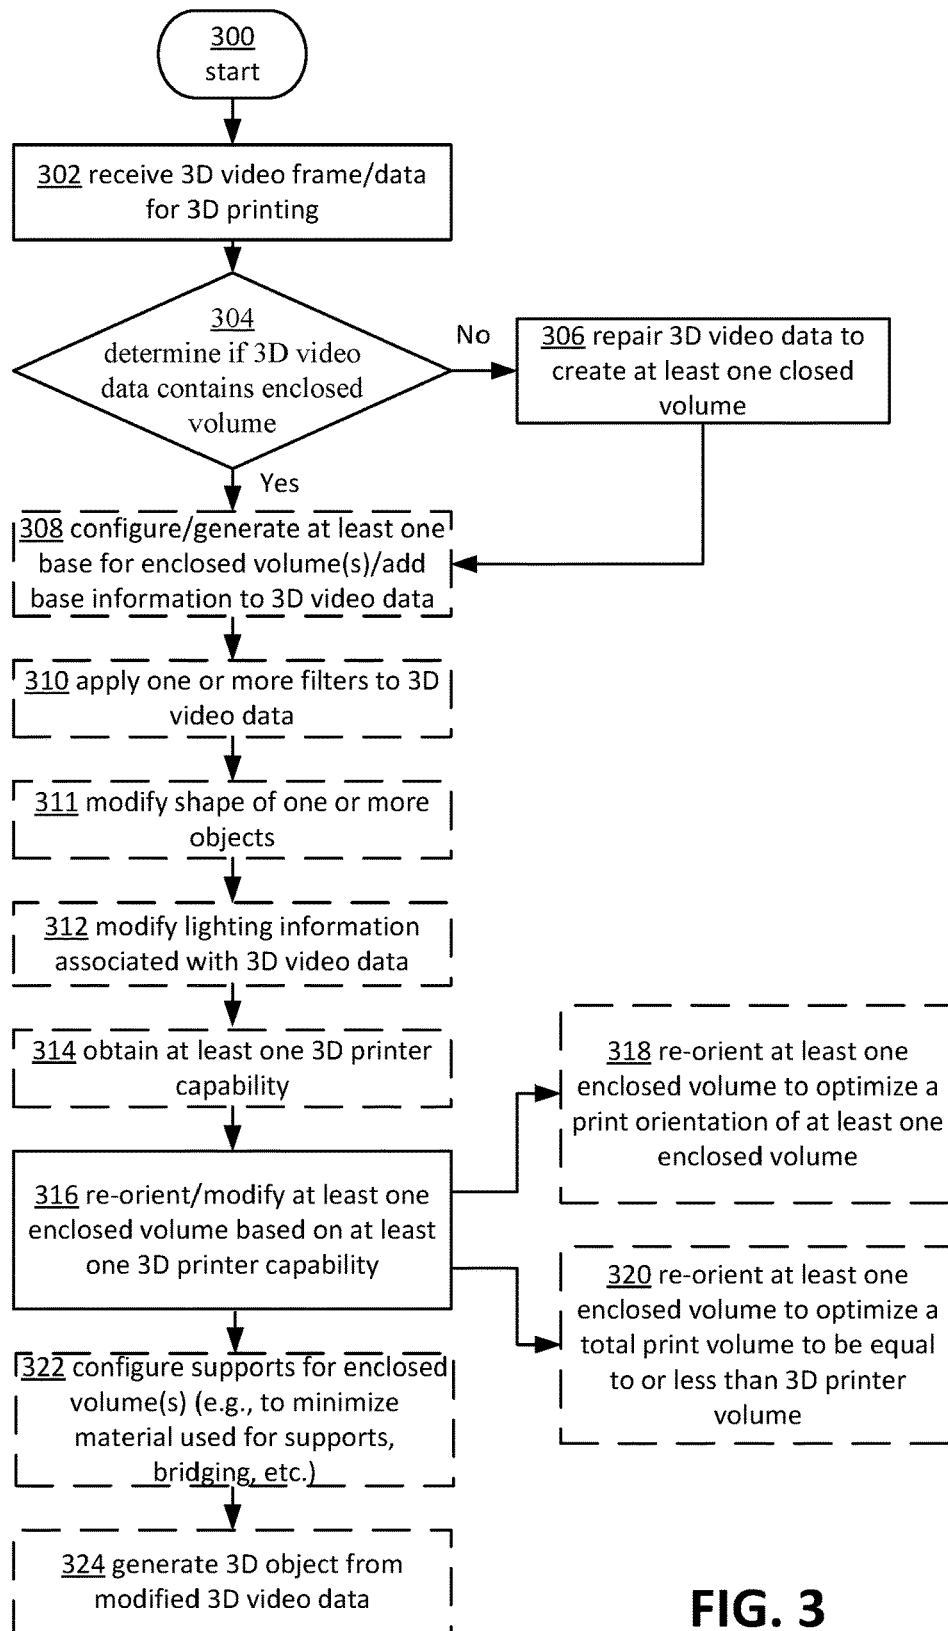 300
start
302 receive 3D video frame/data
for 3D printing
304
determine if 3D video
data contains enclosed
volume
No
306 repair 3D video data to
create at least one closed
volume
Yes
308 configure/generate at least one
base for enclosed volume(s)/add
base information to 3D video data
310 apply one or more filters to 3D
video data
311 modify shape of one or more
objects
312 modify lighting information
associated with 3D video data
314 obtain at least one 3D printer
capability
316 re-orient/modify at least one
enclosed volume based on at least
one 3D printer capability
318 re-orient at least one
enclosed volume to optimize a
print orientation of at least one
enclosed volume
320 re-orient at least one
enclosed volume to optimize a
total print volume to be equal
to or less than 3D printer
volume
322 configure supports for enclosed
volume(s) (e.g., to minimize
material used for supports,
bridging, etc.)
324 generate 3D object from
modified 3D video data
FIG. 3